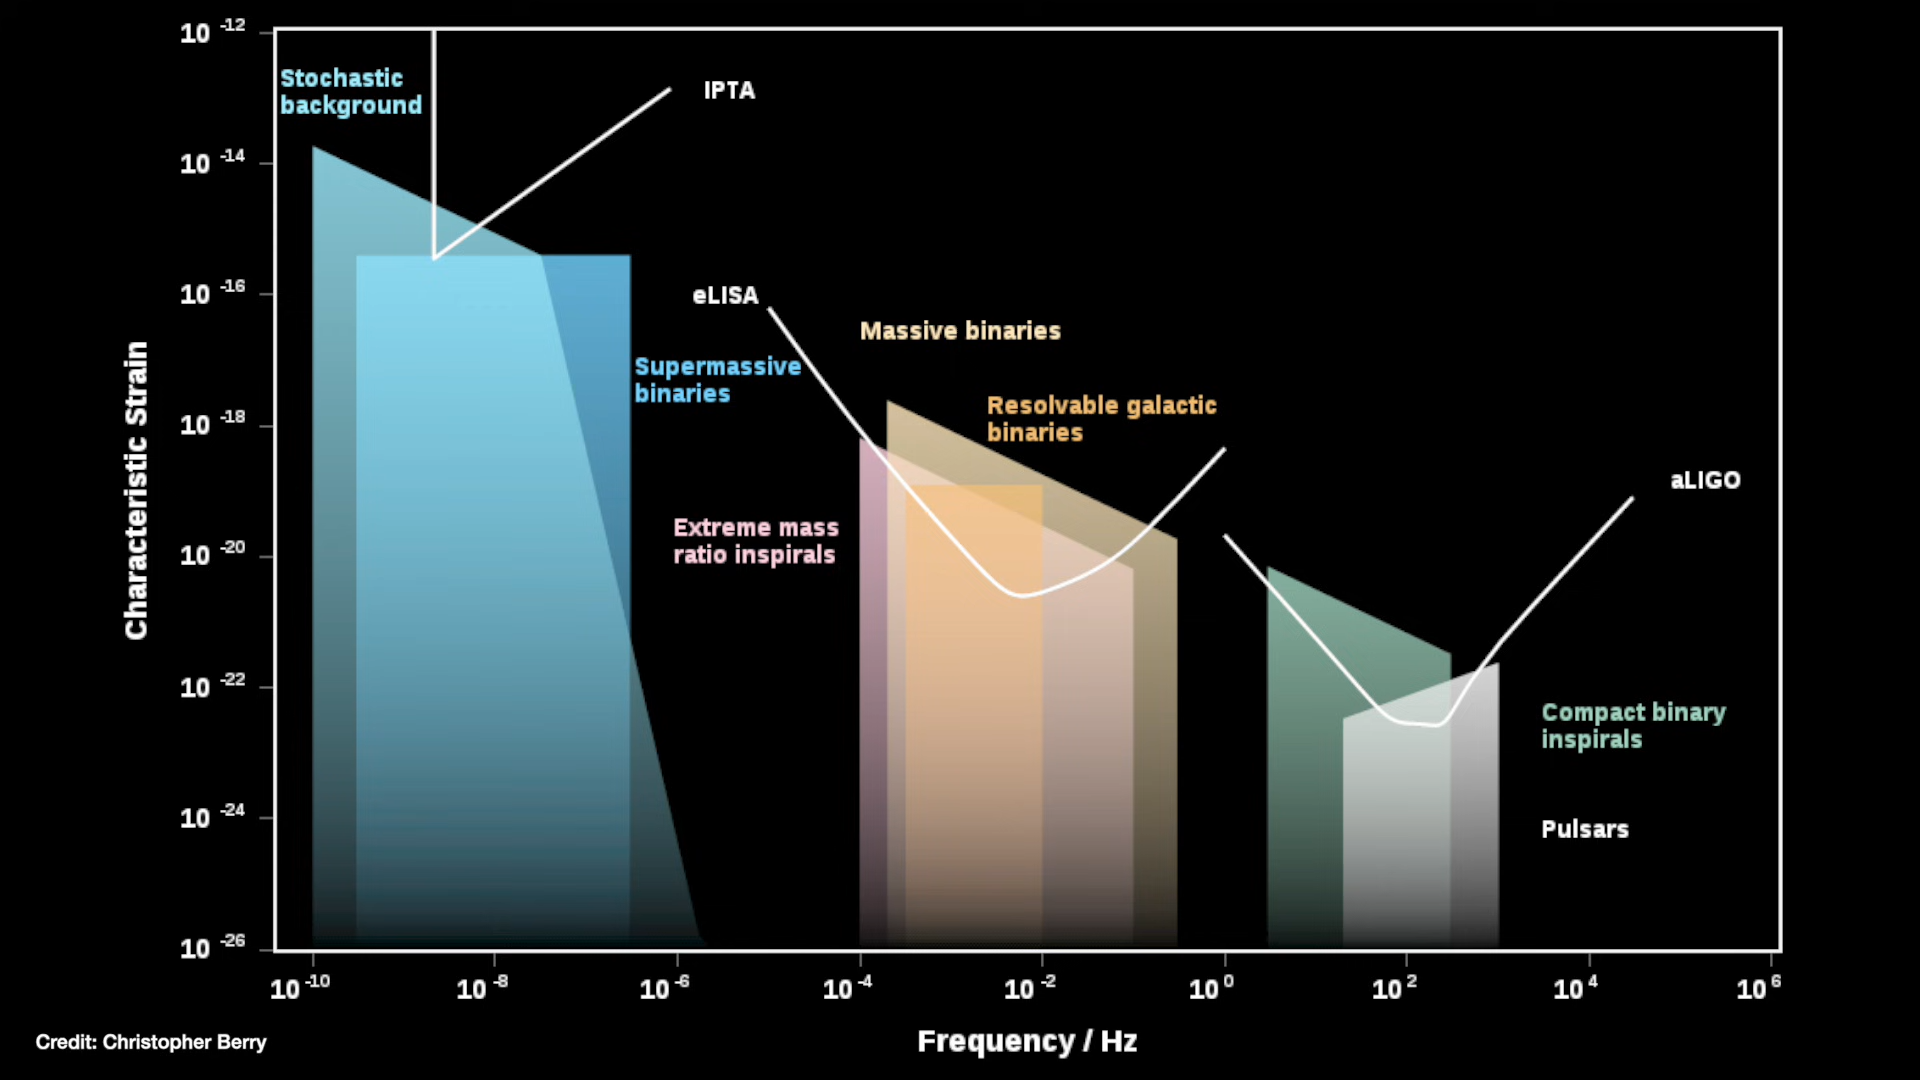 10 -12
Stochastic
background
IPTA
10 -14
10 -16
eLISA
Massive binaries
Supermassive
binaries
10 -18
Resolvable galactic
binaries
aLIGO
Characteristic Strain
Extreme mass
ratio inspirals
10 -20
10 -22
Compact binary
inspirals
10 -24
Pulsars
10 -26
10 -10 10 -8 10 -6 10 -4 10 -2 10 0 10 2 10 4 10 6
Frequency / Hz
Credit: Christopher Berry